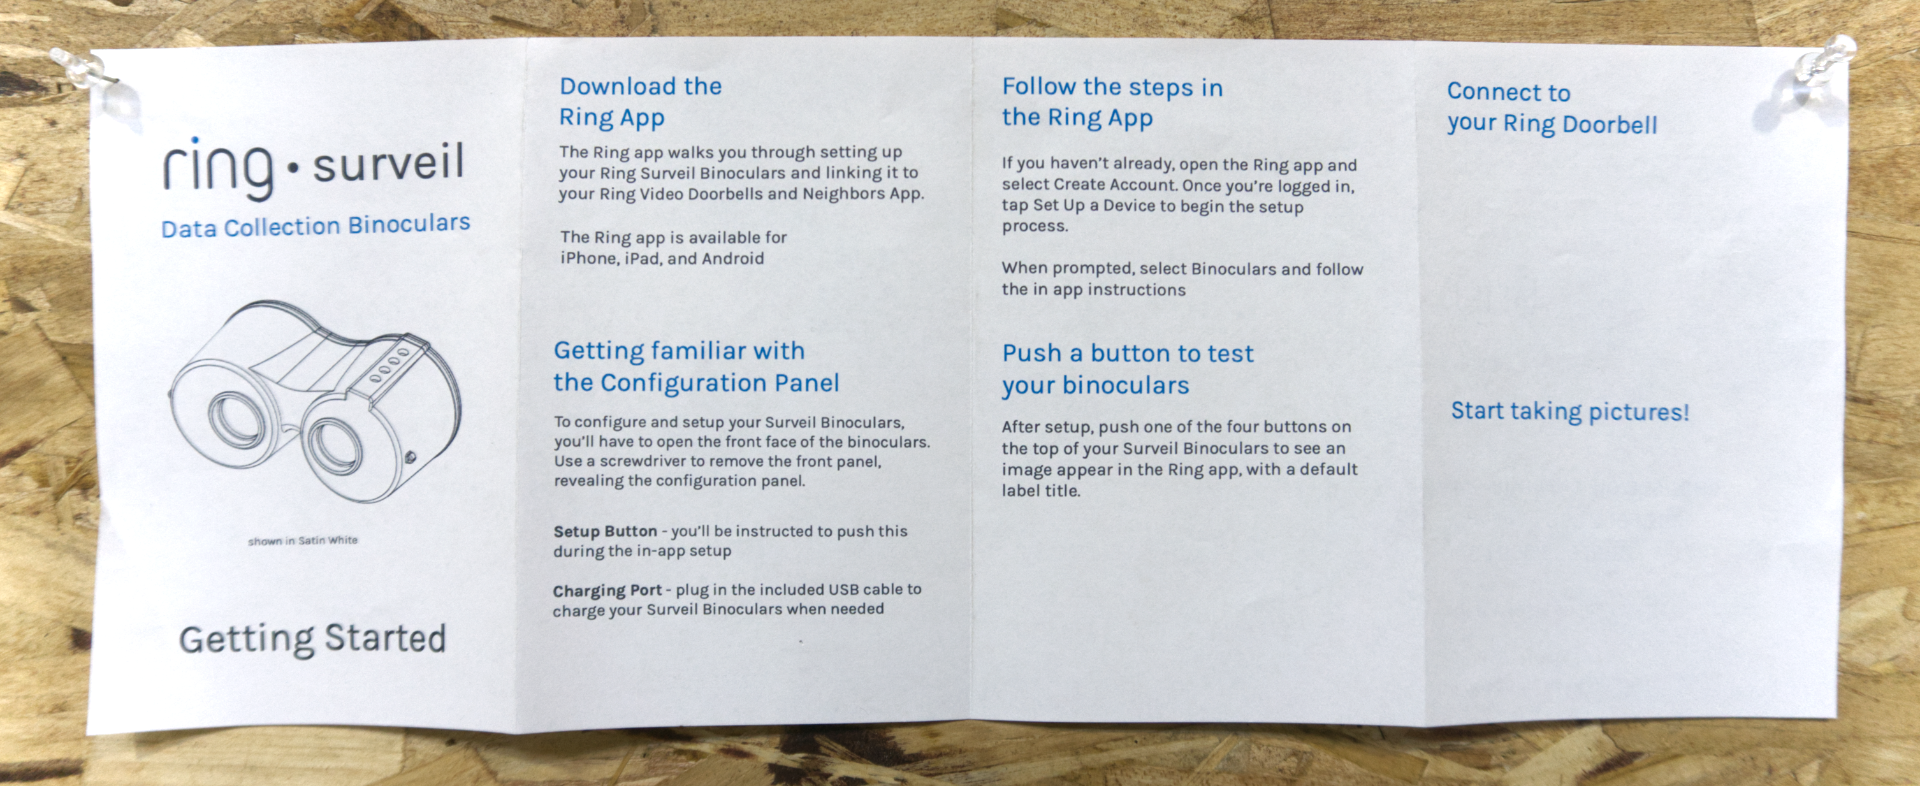 ring • surveil
Data Collection Binoculars
shown in Satin White
Getting Started
Download the
Ring App
The Ring app walks you through setting up
your Ring Surveil Binoculars and linking it to
your Ring Video Doorbells and Neighbors App.
The Ring app is available for
iPhone, iPad, and Android
Getting familiar with
the Configuration Panel
To configure and setup your Surveil Binoculars,
you'll have to open the front face of the binoculars.
Use a screwdriver to remove the front panel,
revealing the configuration panel.
Setup Button - you'll be instructed to push this
during the in-app setup
Charging Port - plug in the included USB cable to
charge your Surveil Binoculars when needed
Follow the steps in
the Ring App
If you haven't already, open the Ring app and
select Create Account. Once you're logged in,
tap Set Up a Device to begin the setup
process.
When prompted, select Binoculars and follow
the in app instructions
Push a button to test
your binoculars
After setup, push one of the four buttons on
the top of your Surveil Binoculars to see an
image appear in the Ring app, with a default
label title.
Connect to
your Ring Doorbell
Start taking pictures!